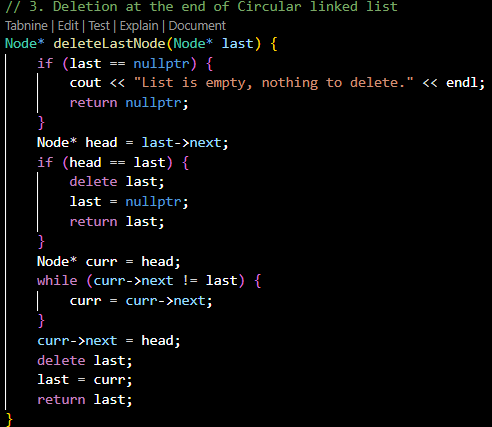 // 3. Deletion at the end of Circular linked list
Tabnine | Edit | Test | Explain | Document
Node* deleteLastNode(Node* last) {
    if (last == nullptr) {
        cout << "List is empty, nothing to delete." << endl;
        return nullptr;
    }
    Node* head = last->next;
    if (head == last) {
        delete last;
        last = nullptr;
        return last;
    }
    Node* curr = head;
    while (curr->next != last) {
        curr = curr->next;
    }
    curr->next = head;
    delete last;
    last = curr;
    return last;
}